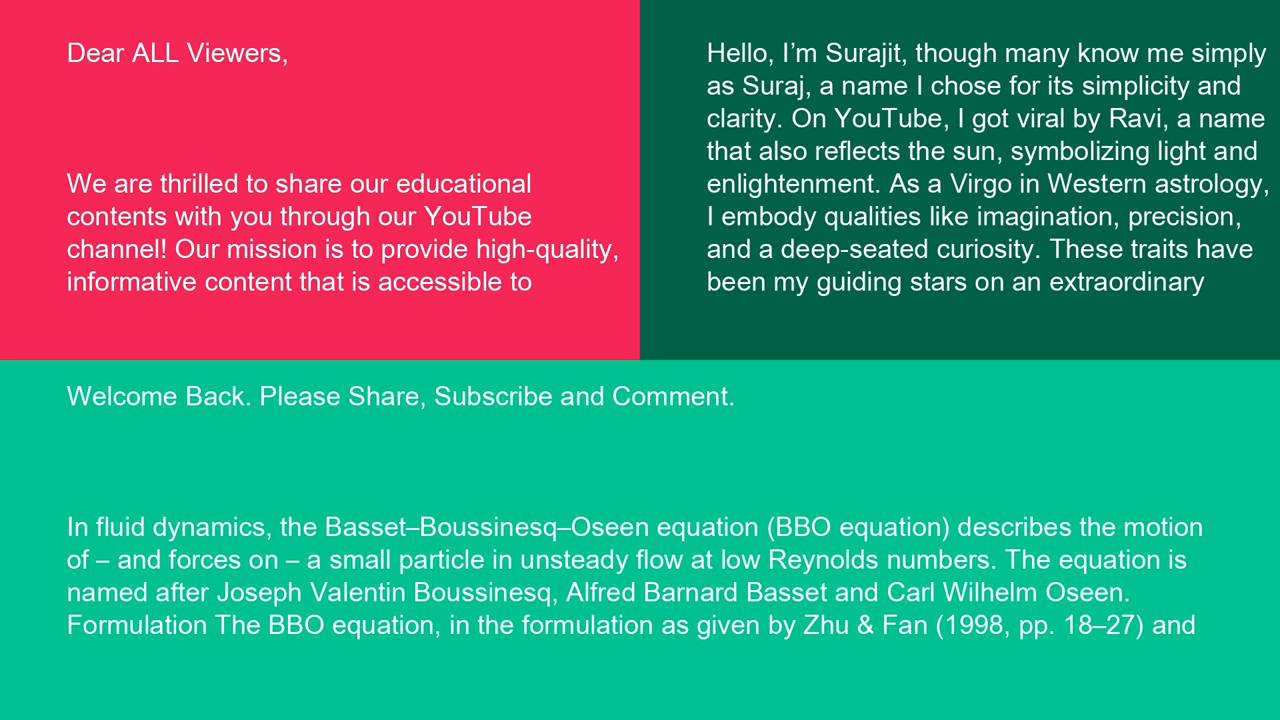 Dear ALL Viewers,
We are thrilled to share our educational
contents with you through our YouTube
channel! Our mission is to provide high-quality,
informative content that is accessible to
Hello, I’m Surajit, though many know me simply
as Suraj, a name I chose for its simplicity and
clarity. On YouTube, I got viral by Ravi, a name
that also reflects the sun, symbolizing light and
enlightenment. As a Virgo in Western astrology,
I embody qualities like imagination, precision,
and a deep-seated curiosity. These traits have
been my guiding stars on an extraordinary
Welcome Back. Please Share, Subscribe and Comment.
In fluid dynamics, the Basset–Boussinesq–Oseen equation (BBO equation) describes the motion
of – and forces on – a small particle in unsteady flow at low Reynolds numbers. The equation is
named after Joseph Valentin Boussinesq, Alfred Barnard Basset and Carl Wilhelm Oseen.
Formulation The BBO equation, in the formulation as given by Zhu & Fan (1998, pp. 18–27) and